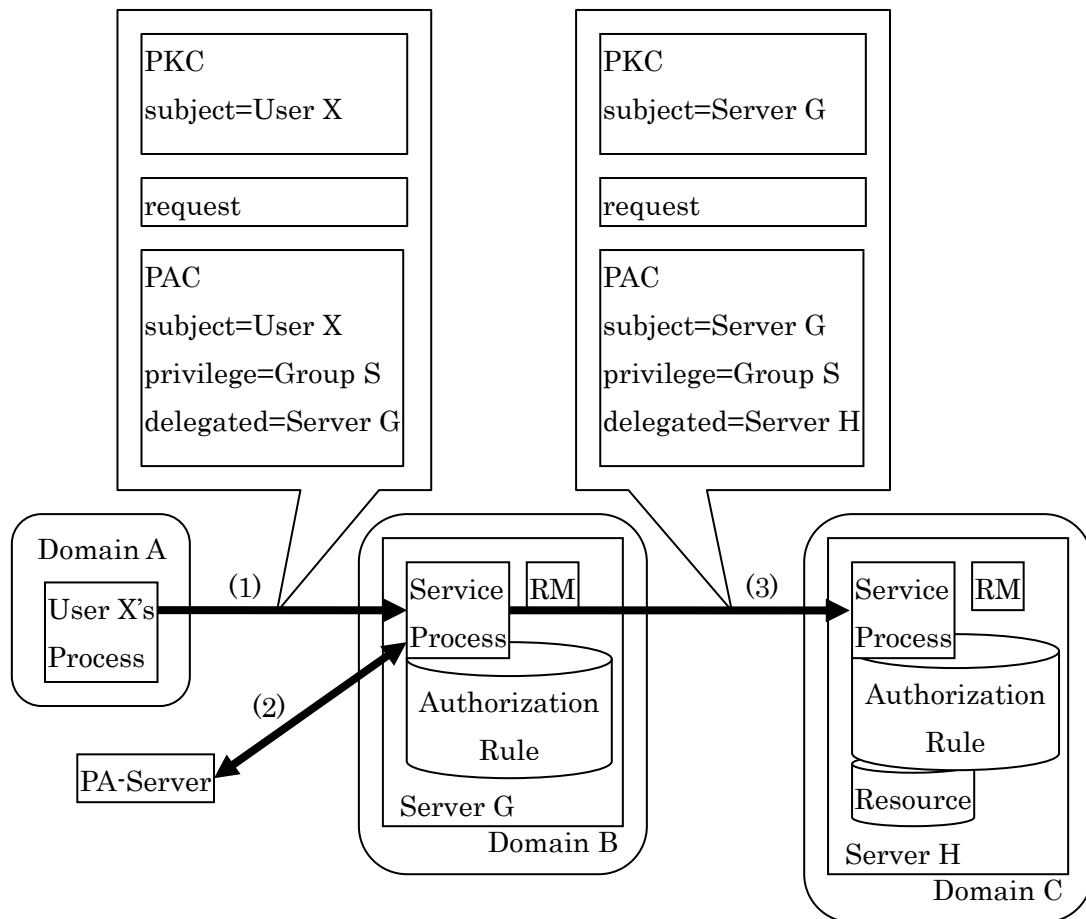 PKC
subject=User X
request
PAC
subject=User X
privilege=Group S
delegated=Server G
PKC
subject=Server G
request
PAC
subject=Server G
privilege=Group S
delegated=Server H
Domain A
User X's
Process
(1)
(2)
PA-Server
Service
Process
RM
Authorization
Rule
Server G
Domain B
(3)
Service
Process
RM
Authorization
Rule
Resource
Server H
Domain C